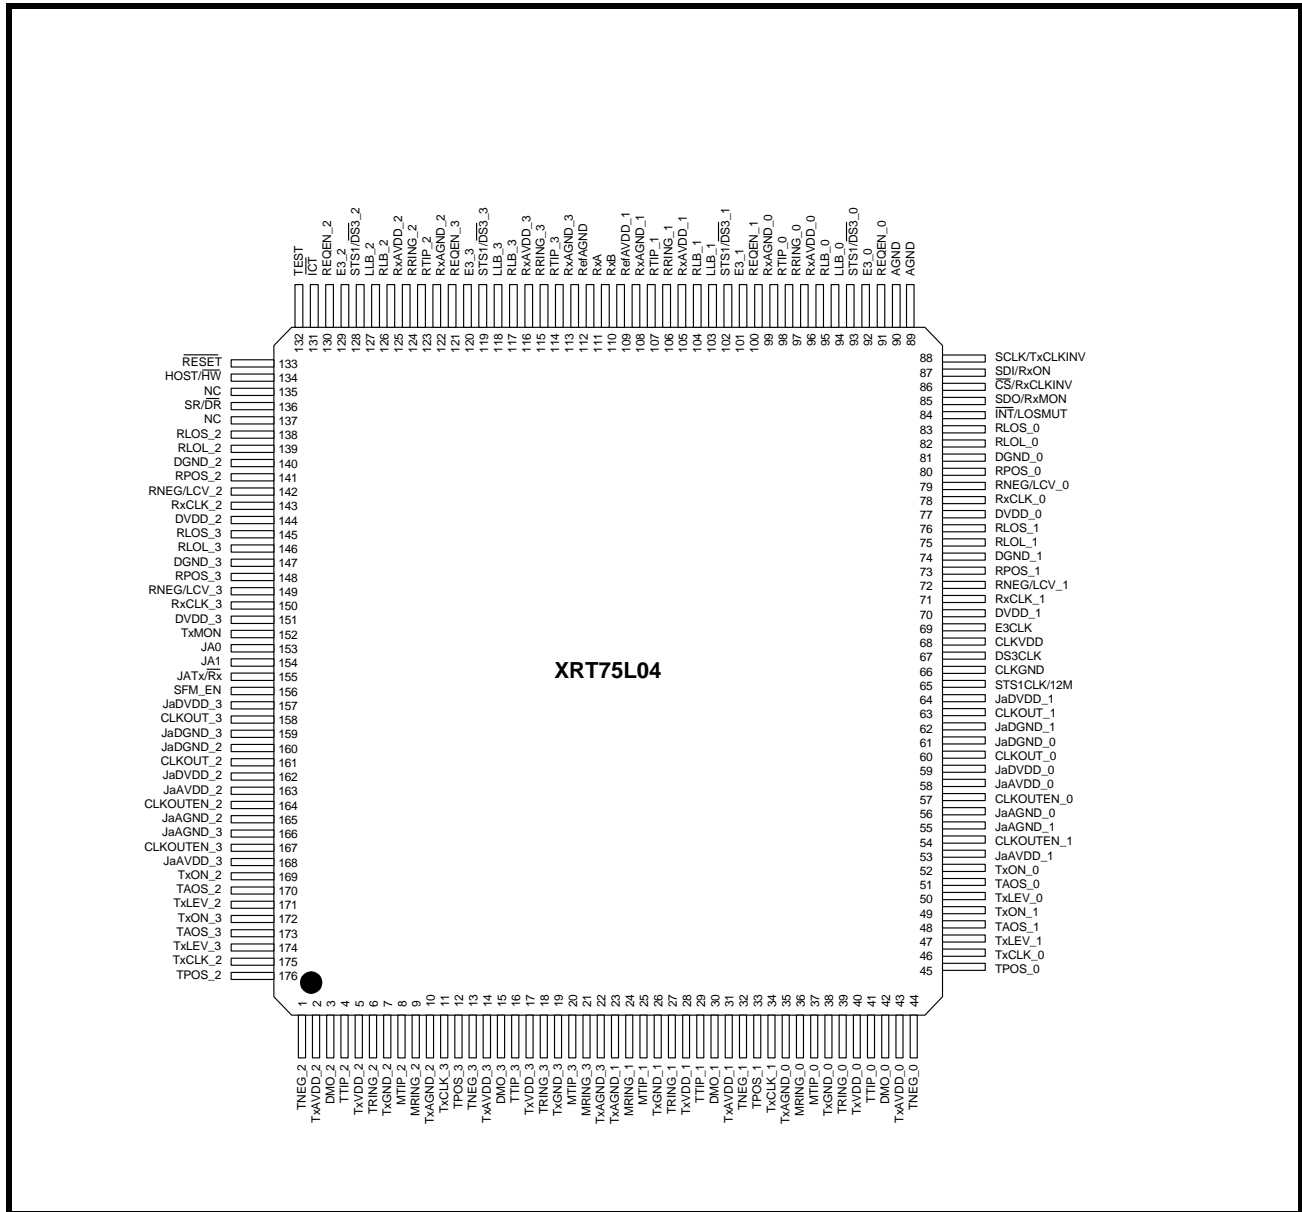 TEST
ICT
REQEN_2
E3_2
STS1/DS3_2
LLB_2
RLB_2
RxAVDD_2
RRING_2
RTIP_2
RxAGND_2
REQEN_3
E3_3
STS1/DS3_3
LLB_3
RLB_3
RxAVDD_3
RRING_3
RTIP_3
RxAGND_3
RefAGND
RxA
RxB
RefAVDD_1
RxAGND_1
RTIP_1
RRING_1
RxAVDD_1
RLB_1
LLB_1
STS1/DS3_1
E3_1
REQEN_1
RxAGND_0
RTIP_0
RRING_0
RxAVDD_0
RLB_0
LLB_0
STS1/DS3_0
E3_0
REQEN_0
AGND
AGND
132
131
130
129
128
127
126
125
124
123
122
121
120
119
118
117
116
115
114
113
112
111
110
109
108
107
106
105
104
103
102
101
100
99
98
97
96
95
94
93
92
91
90
89
RESET 133
HOST/HW 134
NC 135
SR/DR 136
NC 137
RLOS_2 138
RLOL_2 139
DGND_2 140
RPOS_2 141
RNEG/LCV_2 142
RxCLK_2 143
DVDD_2 144
RLOS_3 145
RLOL_3 146
DGND_3 147
RPOS_3 148
RNEG/LCV_3 149
RxCLK_3 150
DVDD_3 151
TxMON 152
JA0 153
JA1 154
JATx/Rx 155
SFM_EN 156
JaDVDD_3 157
CLKOUT_3 158
JaDGND_3 159
JaDGND_2 160
CLKOUT_2 161
JaDVDD_2 162
JaAVDD_2 163
CLKOUTEN_2 164
JaAGND_2 165
JaAGND_3 166
CLKOUTEN_3 167
JaAVDD_3 168
TxON_2 169
TAOS_2 170
TxLEV_2 171
TxON_3 172
TAOS_3 173
TxLEV_3 174
TxCLK_2 175
TPOS_2 176
XRT75L04
88 SCLK/TxCLKINV
87 SDI/RxON
86 CS/RxCLKINV
85 SDO/RxMON
84 INT/LOSMUT
83 RLOS_0
82 RLOL_0
81 DGND_0
80 RPOS_0
79 RNEG/LCV_0
78 RxCLK_0
77 DVDD_0
76 RLOS_1
75 RLOL_1
74 DGND_1
73 RPOS_1
72 RNEG/LCV_1
71 RxCLK_1
70 DVDD_1
69 E3CLK
68 CLKVDD
67 DS3CLK
66 CLKGND
65 STS1CLK/12M
64 JaDVDD_1
63 CLKOUT_1
62 JaDGND_1
61 JaDGND_0
60 CLKOUT_0
59 JaDVDD_0
58 JaAVDD_0
57 CLKOUTEN_0
56 JaAGND_0
55 JaAGND_1
54 CLKOUTEN_1
53 JaAVDD_1
52 TxON_0
51 TAOS_0
50 TxLEV_0
49 TxON_1
48 TAOS_1
47 TxLEV_1
46 TxCLK_0
45 TPOS_0
1
2
3
4
5
6
7
8
9
10
11
12
13
14
15
16
17
18
19
20
21
22
23
24
25
26
27
28
29
30
31
32
33
34
35
36
37
38
39
40
41
42
43
44
TNEG_2
TxAVDD_2
DMO_2
TTIP_2
TxVDD_2
TRING_2
TxGND_2
MTIP_2
MRING_2
TxAGND_2
TxCLK_3
TPOS_3
TNEG_3
TxAVDD_3
DMO_3
TTIP_3
TxVDD_3
TRING_3
TxGND_3
MTIP_3
MRING_3
TxAGND_3
TxAGND_1
MRING_1
MTIP_1
TxGND_1
TRING_1
TxVDD_1
TTIP_1
DMO_1
TxAVDD_1
TNEG_1
TPOS_1
TxCLK_1
TxAGND_0
MRING_0
MTIP_0
TxGND_0
TRING_0
TxVDD_0
TTIP_0
DMO_0
TxAVDD_0
TNEG_0